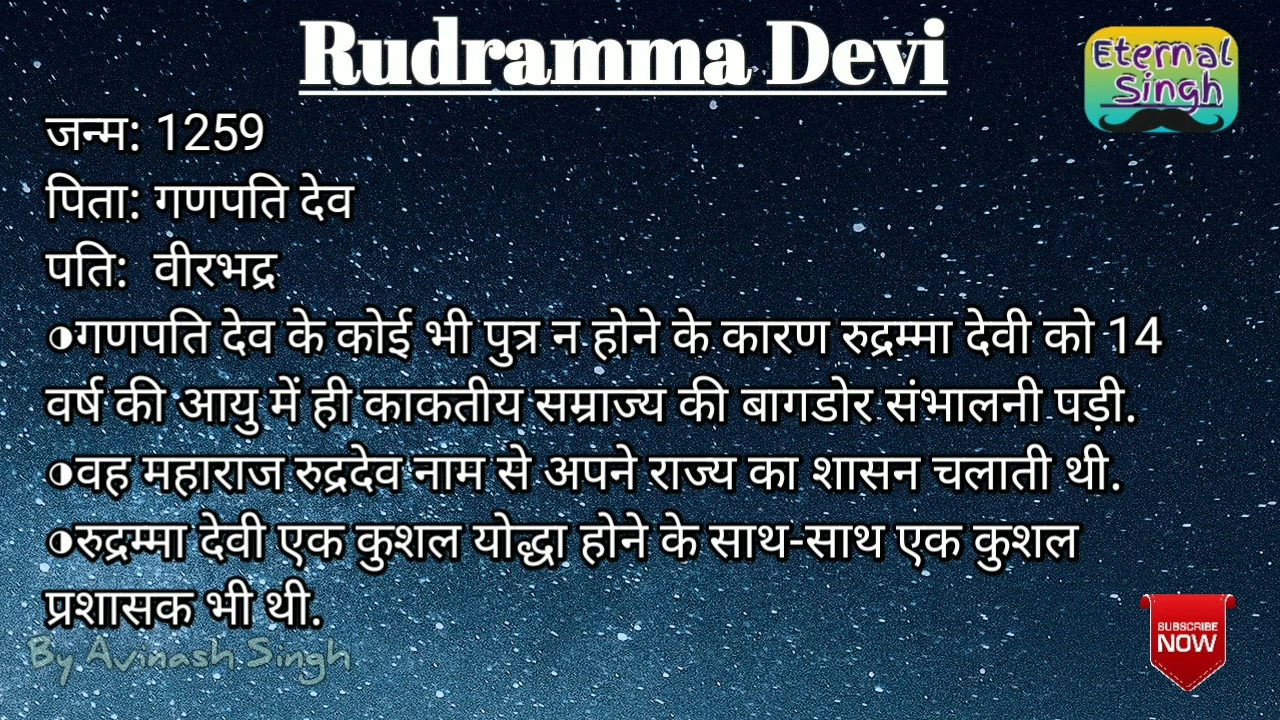 Rudramma Devi
Eternal
Singh
जन्म: 1259
पिता: गणपति देव
पति: वीरभद्र
◑गणपति देव के कोई भी पुत्र न होने के कारण रुद्रम्मा देवी को 14
वर्ष की आयु में ही काकतीय सम्राज्य की बागडोर संभालनी पड़ी.
◑वह महाराज रुद्रदेव नाम से अपने राज्य का शासन चलाती थी.
◑रुद्रम्मा देवी एक कुशल योद्धा होने के साथ-साथ एक कुशल
प्रशासक भी थी.
By Avinash Singh
SUBSCRIBE
NOW